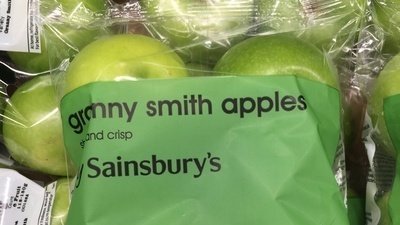 granny smith apples
and crisp
Sainsbury's